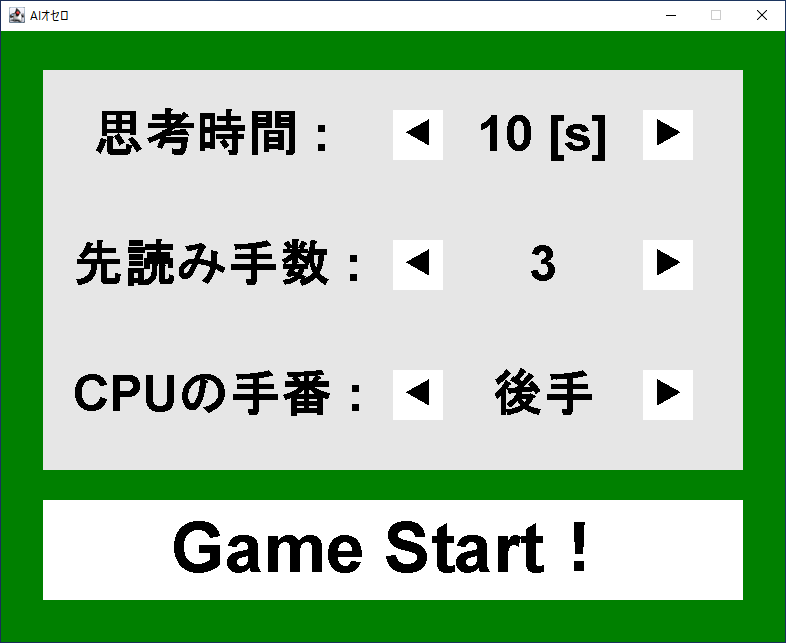 AIオセロ
思考時間： ◀ 10 [s] ▶
先読み手数： ◀ 3 ▶
CPUの手番： ◀ 後手 ▶
Game Start！